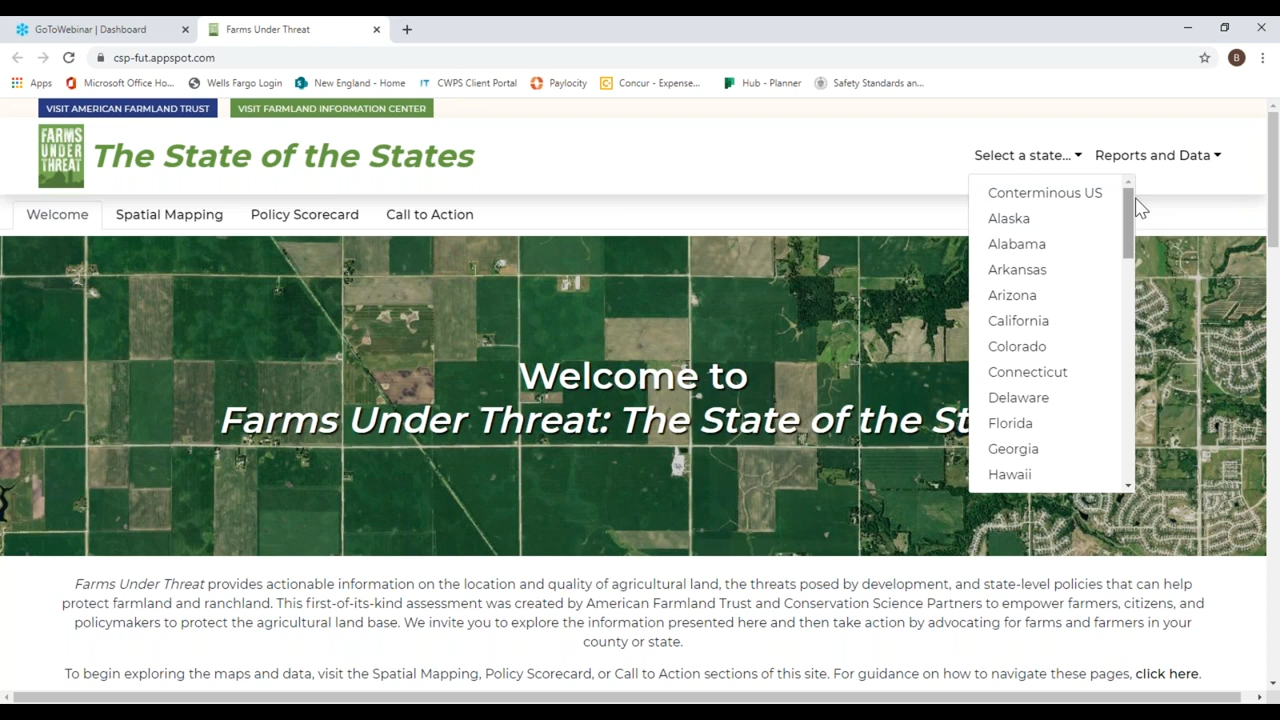 GoToWebinar | Dashboard
Farms Under Threat
csp-fut.appspot.com
B
Apps
Microsoft Office Ho...
Wells Fargo Login
New England - Home
IT CWPS Client Portal
Paylocity
Concur - Expense...
Hub - Planner
Safety Standards an...
VISIT AMERICAN FARMLAND TRUST
VISIT FARMLAND INFORMATION CENTER
FARMS
UNDER
THREAT
The State of the States
Select a state...
Reports and Data
Welcome
Spatial Mapping
Policy Scorecard
Call to Action
Conterminous US
Alaska
Alabama
Arkansas
Arizona
California
Colorado
Connecticut
Delaware
Florida
Georgia
Hawaii
Welcome to
Farms Under Threat: The State of the St
Farms Under Threat provides actionable information on the location and quality of agricultural land, the threats posed by development, and state-level policies that can help
protect farmland and ranchland. This first-of-its-kind assessment was created by American Farmland Trust and Conservation Science Partners to empower farmers, citizens, and
policymakers to protect the agricultural land base. We invite you to explore the information presented here and then take action by advocating for farms and farmers in your
county or state.
To begin exploring the maps and data, visit the Spatial Mapping, Policy Scorecard, or Call to Action sections of this site. For guidance on how to navigate these pages, click here.